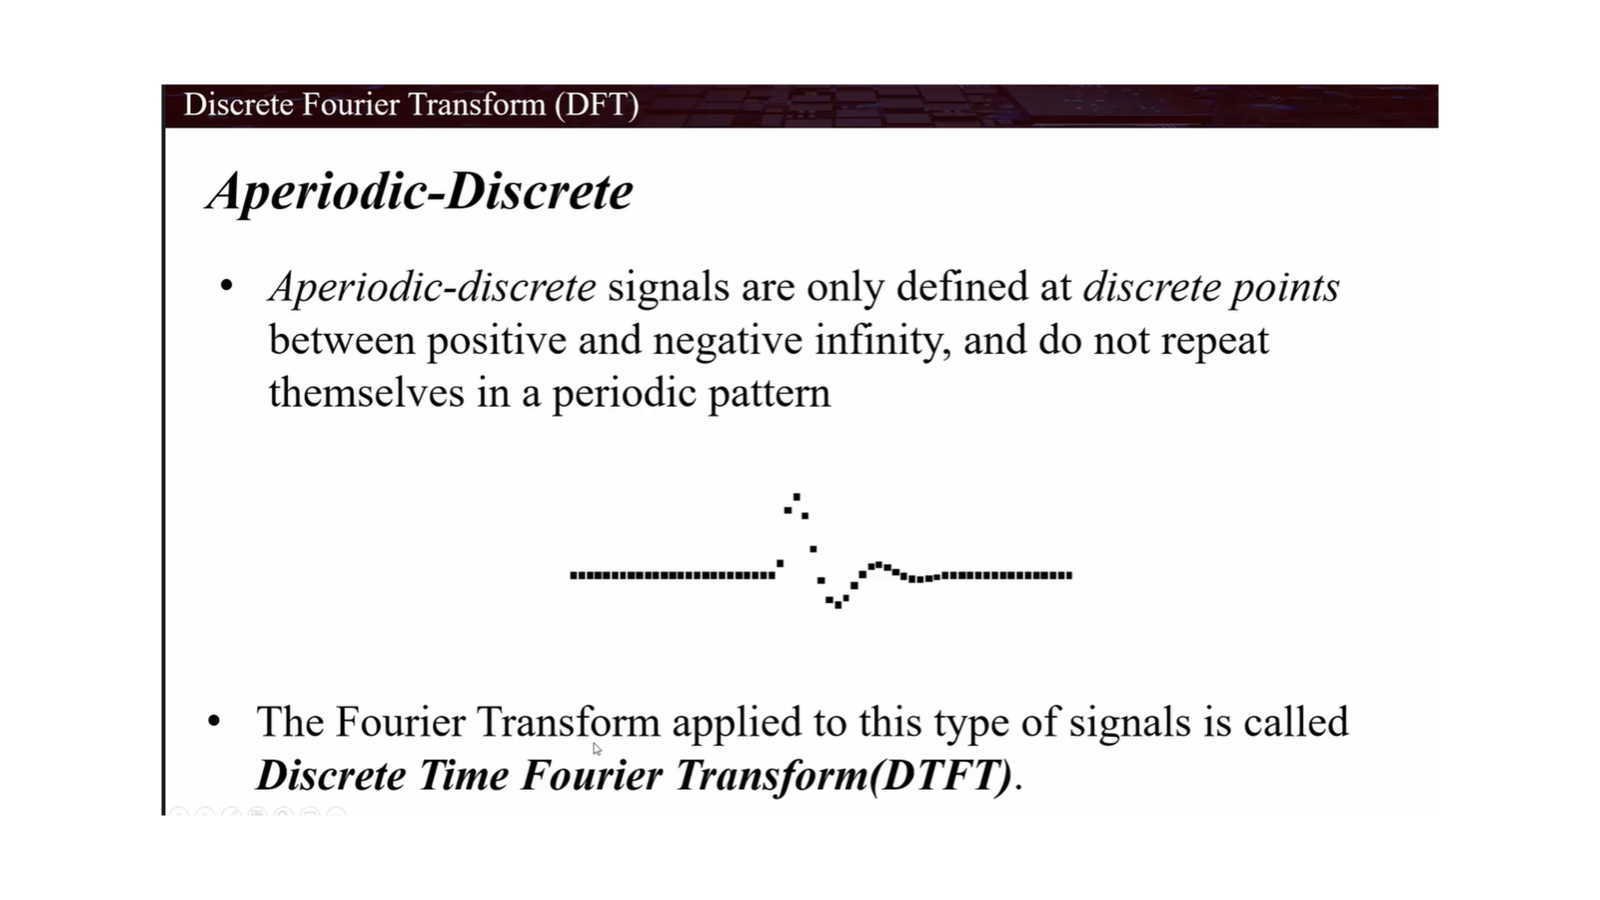 Discrete Fourier Transform (DFT)
Aperiodic-Discrete
• Aperiodic-discrete signals are only defined at discrete points
between positive and negative infinity, and do not repeat
themselves in a periodic pattern
• The Fourier Transform applied to this type of signals is called
Discrete Time Fourier Transform(DTFT).